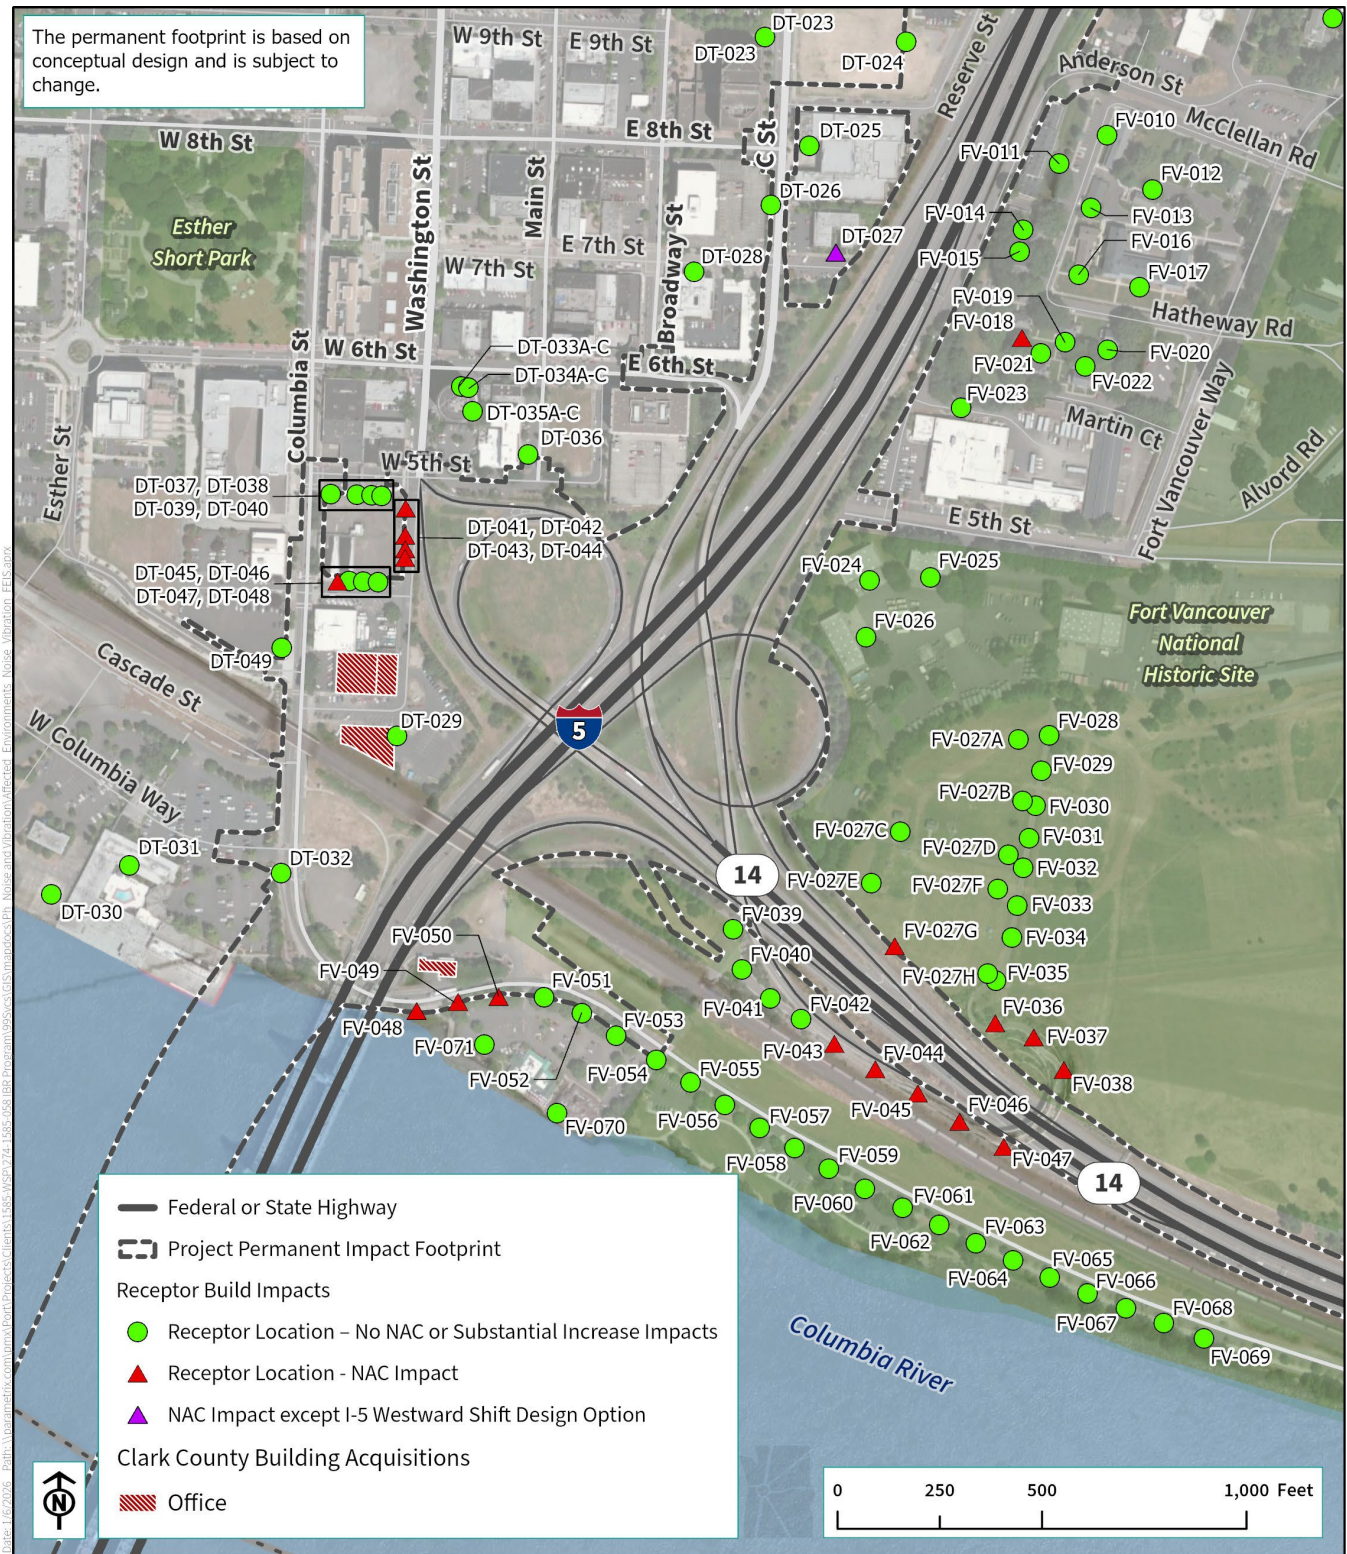 The permanent footprint is based on
conceptual design and is subject to
change.
W 9th St
E 9th St
DT-023
DT-023
DT-024
Reserve St
Anderson St
McClellan Rd
W 8th St
E 8th St
C St
DT-025
FV-010
FV-011
FV-012
Esther
Short Park
Washington St
Main St
Broadway St
E 7th St
W 7th St
DT-026
DT-027
DT-028
FV-013
FV-014
FV-015
FV-016
FV-017
FV-018
FV-019
FV-020
FV-021
FV-022
FV-023
Hatheway Rd
Martin Ct
Fort Vancouver Way
Alvord Rd
Columbia St
W 6th St
E 6th St
DT-033A-C
DT-034A-C
DT-035A-C
DT-036
Esther St
W 5th St
E 5th St
DT-037, DT-038
DT-039, DT-040
DT-041, DT-042
DT-043, DT-044
DT-045, DT-046
DT-047, DT-048
DT-049
FV-024
FV-025
FV-026
Fort Vancouver
National
Historic Site
Cascade St
W Columbia Way
DT-029
5
FV-027A
FV-028
FV-029
FV-027B
FV-030
FV-027C
FV-031
FV-027D
FV-032
FV-027E
FV-027F
FV-033
FV-034
FV-027G
FV-027H
FV-035
FV-036
FV-037
FV-038
DT-031
DT-032
DT-030
14
FV-039
FV-040
FV-041
FV-042
FV-043
FV-044
FV-045
FV-046
FV-047
FV-050
FV-049
FV-048
FV-051
FV-052
FV-053
FV-054
FV-055
FV-056
FV-057
FV-058
FV-059
FV-060
FV-061
FV-062
FV-063
FV-064
FV-065
FV-066
FV-067
FV-068
FV-069
FV-070
FV-071
14
Columbia River
Federal or State Highway
Project Permanent Impact Footprint
Receptor Build Impacts
Receptor Location – No NAC or Substantial Increase Impacts
Receptor Location - NAC Impact
NAC Impact except I-5 Westward Shift Design Option
Clark County Building Acquisitions
Office
N
0 250 500 1,000 Feet
Date: 1/6/2026